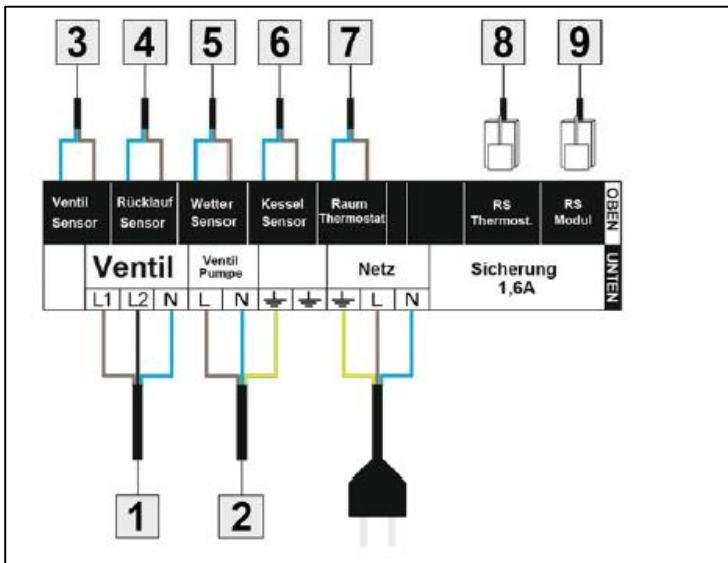 3 4 5 6 7 8 9
Ventil Sensor
Rücklauf Sensor
Wetter Sensor
Kessel Sensor
Raum Thermostat
RS Thermost.
RS Modul
OBEN
Ventil
Ventil Pumpe
Netz
Sicherung 1,6A
UNTEN
L1 L2 N L N L N
1 2